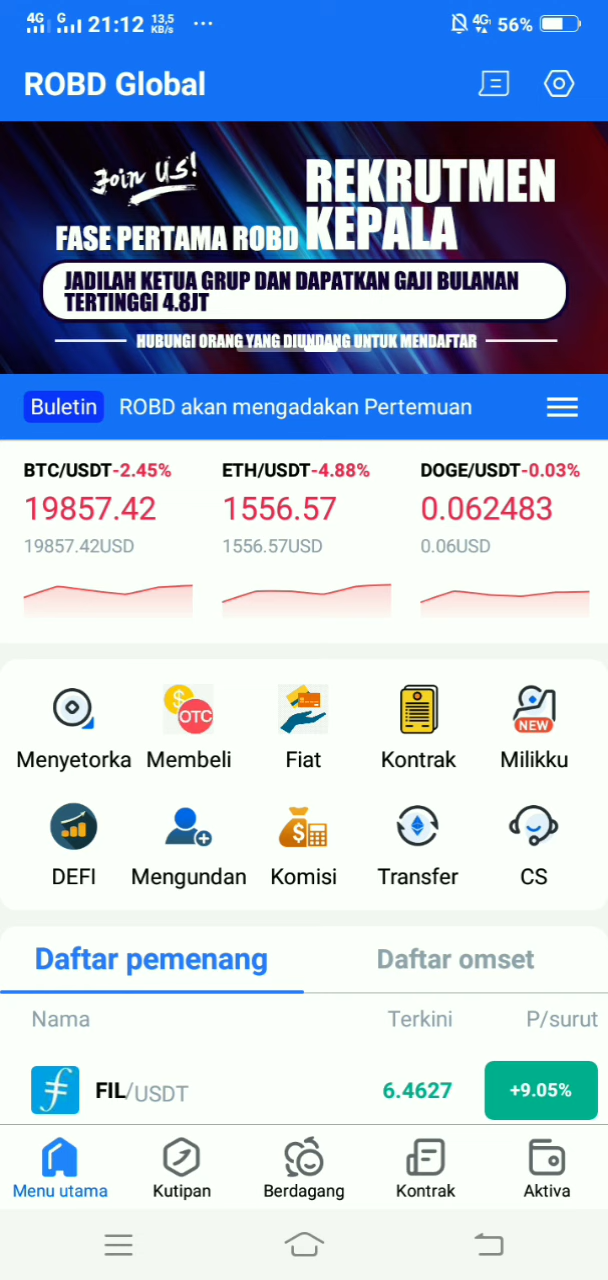 4G G 21:12 13,5 KB/s ... 4G 56%
ROBD Global
Join Us!
REKRUTMEN
FASE PERTAMA ROBD KEPALA
JADILAH KETUA GRUP DAN DAPATKAN GAJI BULANAN
TERTINGGI 4.8JT
HUBUNGI ORANG YANG DIUNDANG UNTUK MENDAFTAR
Buletin ROBD akan mengadakan Pertemuan
BTC/USDT-2.45% ETH/USDT-4.88% DOGE/USDT-0.03%
19857.42 1556.57 0.062483
19857.42USD 1556.57USD 0.06USD
$ OTC NEW
Menyetorka Membeli Fiat Kontrak Milikku
$
DEFI Mengundan Komisi Transfer CS
Daftar pemenang Daftar omset
Nama Terkini P/surut
FIL/USDT 6.4627 +9.05%
Menu utama Kutipan Berdagang Kontrak Aktiva